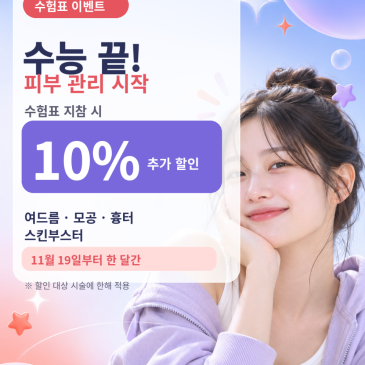 수험표 이벤트
수능 끝!
피부 관리 시작
수험표 지참 시
10% 추가 할인
여드름 · 모공 · 흉터
스킨부스터
11월 19일부터 한 달간
※ 할인 대상 시술에 한해 적용